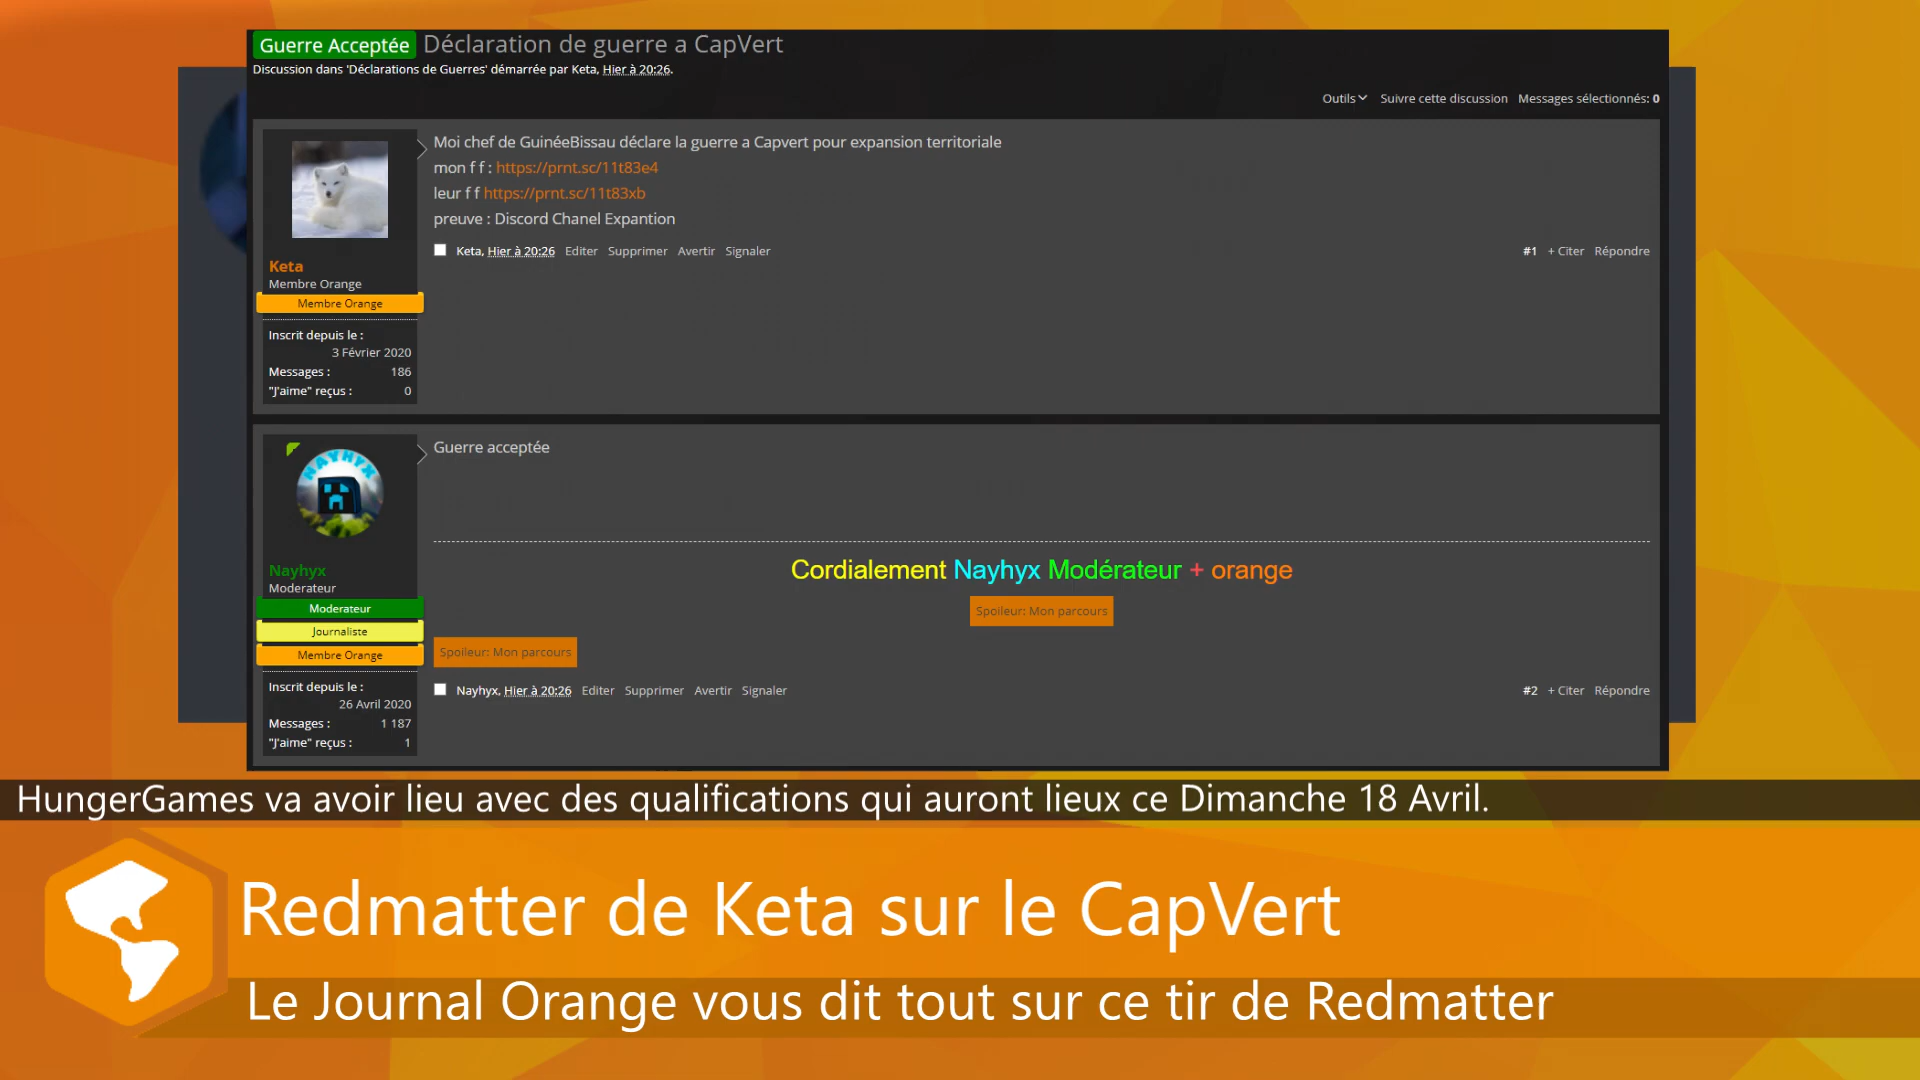 Guerre Acceptée Déclaration de guerre a CapVert
Discussion dans 'Déclarations de Guerres' démarrée par Keta, Hier à 20:26.
Outils Suivre cette discussion Messages sélectionnés: 0
Moi chef de GuinéeBissau déclare la guerre a Capvert pour expansion territoriale
mon f f : https://prnt.sc/11t83e4
leur f f https://prnt.sc/11t83xb
preuve : Discord Chanel Expantion
Keta, Hier à 20:26 Editer Supprimer Avertir Signaler
#1 + Citer Répondre
Keta
Membre Orange
Membre Orange
Inscrit depuis le :
3 Février 2020
Messages : 186
"J'aime" reçus : 0
Guerre acceptée
NAYHYX
Cordialement Nayhyx Modérateur + orange
Spoileur: Mon parcours
Spoileur: Mon parcours
Nayhyx, Hier à 20:26 Editer Supprimer Avertir Signaler
#2 + Citer Répondre
Nayhyx
Moderateur
Moderateur
Journaliste
Membre Orange
Inscrit depuis le :
26 Avril 2020
Messages : 1 187
"J'aime" reçus : 1
HungerGames va avoir lieu avec des qualifications qui auront lieux ce Dimanche 18 Avril.
Redmatter de Keta sur le CapVert
Le Journal Orange vous dit tout sur ce tir de Redmatter